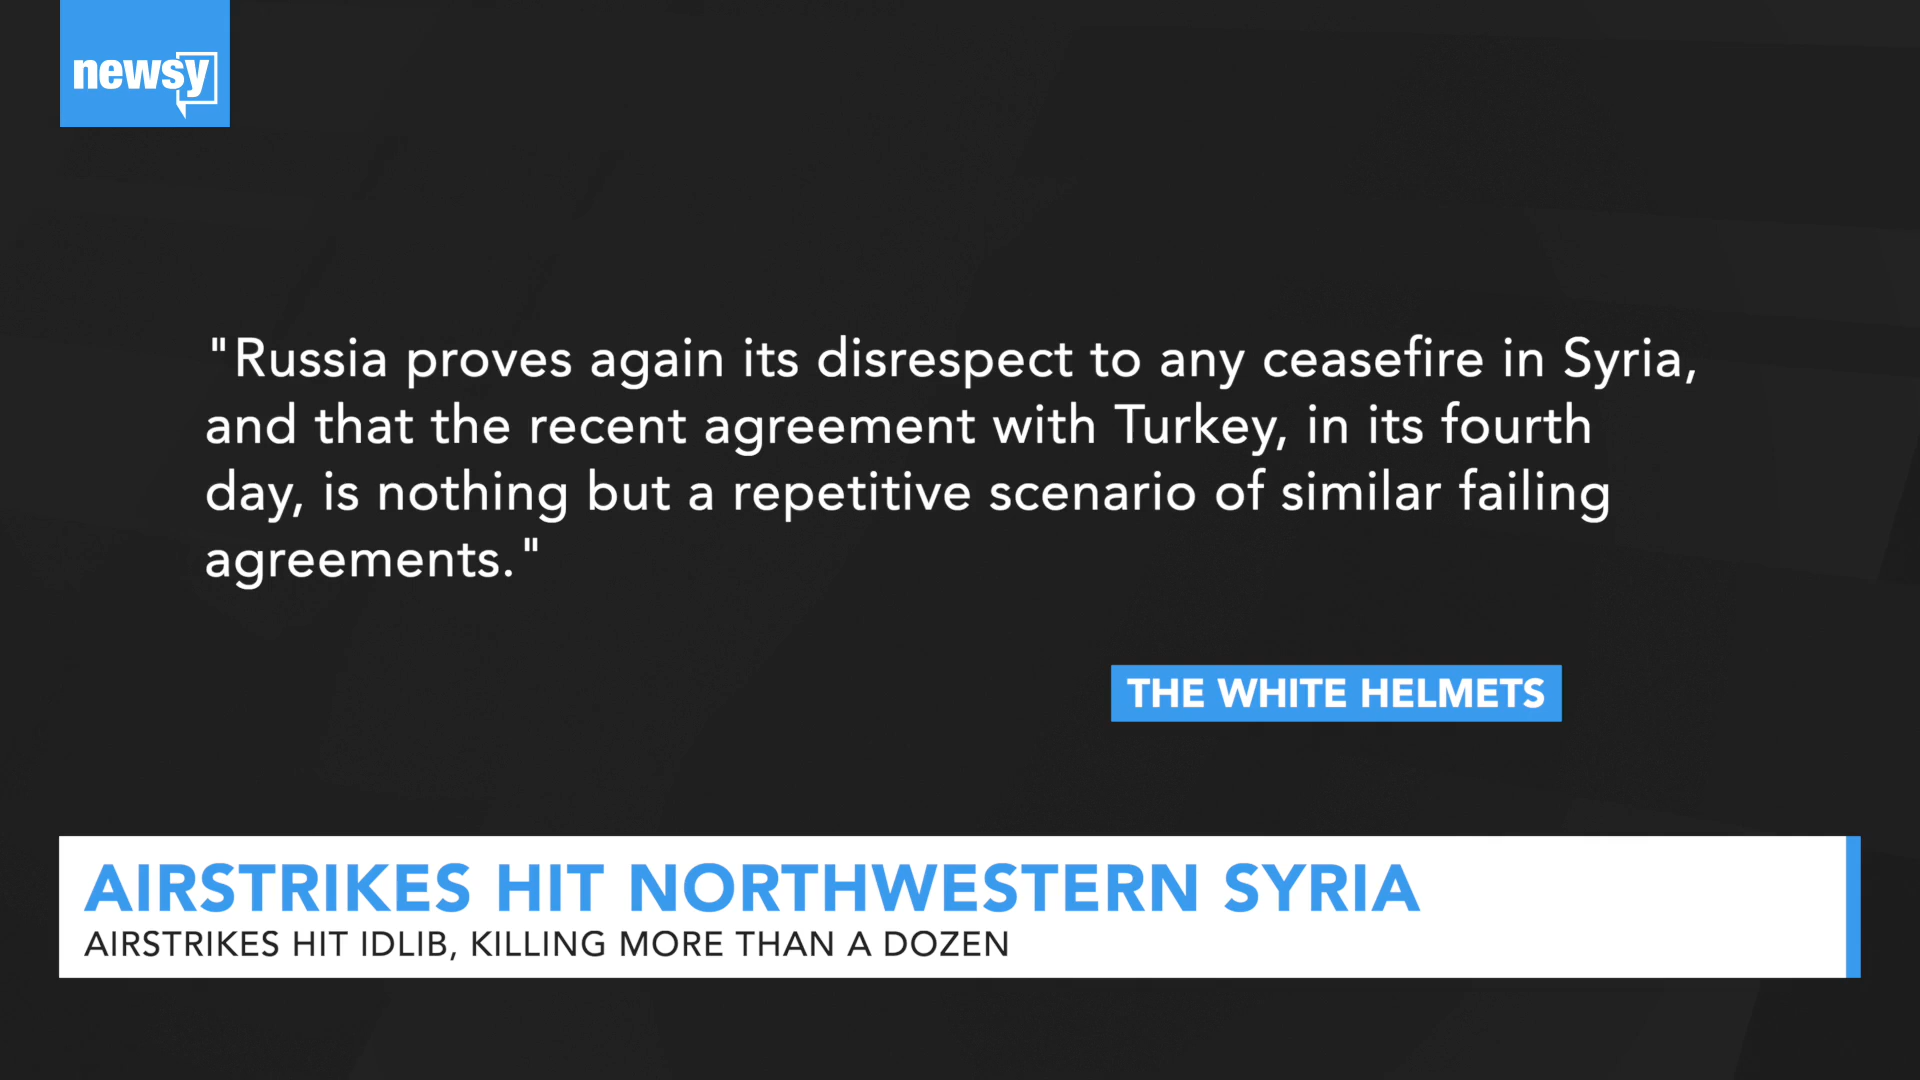 newsy
"Russia proves again its disrespect to any ceasefire in Syria,
and that the recent agreement with Turkey, in its fourth
day, is nothing but a repetitive scenario of similar failing
agreements."
THE WHITE HELMETS
AIRSTRIKES HIT NORTHWESTERN SYRIA
AIRSTRIKES HIT IDLIB, KILLING MORE THAN A DOZEN